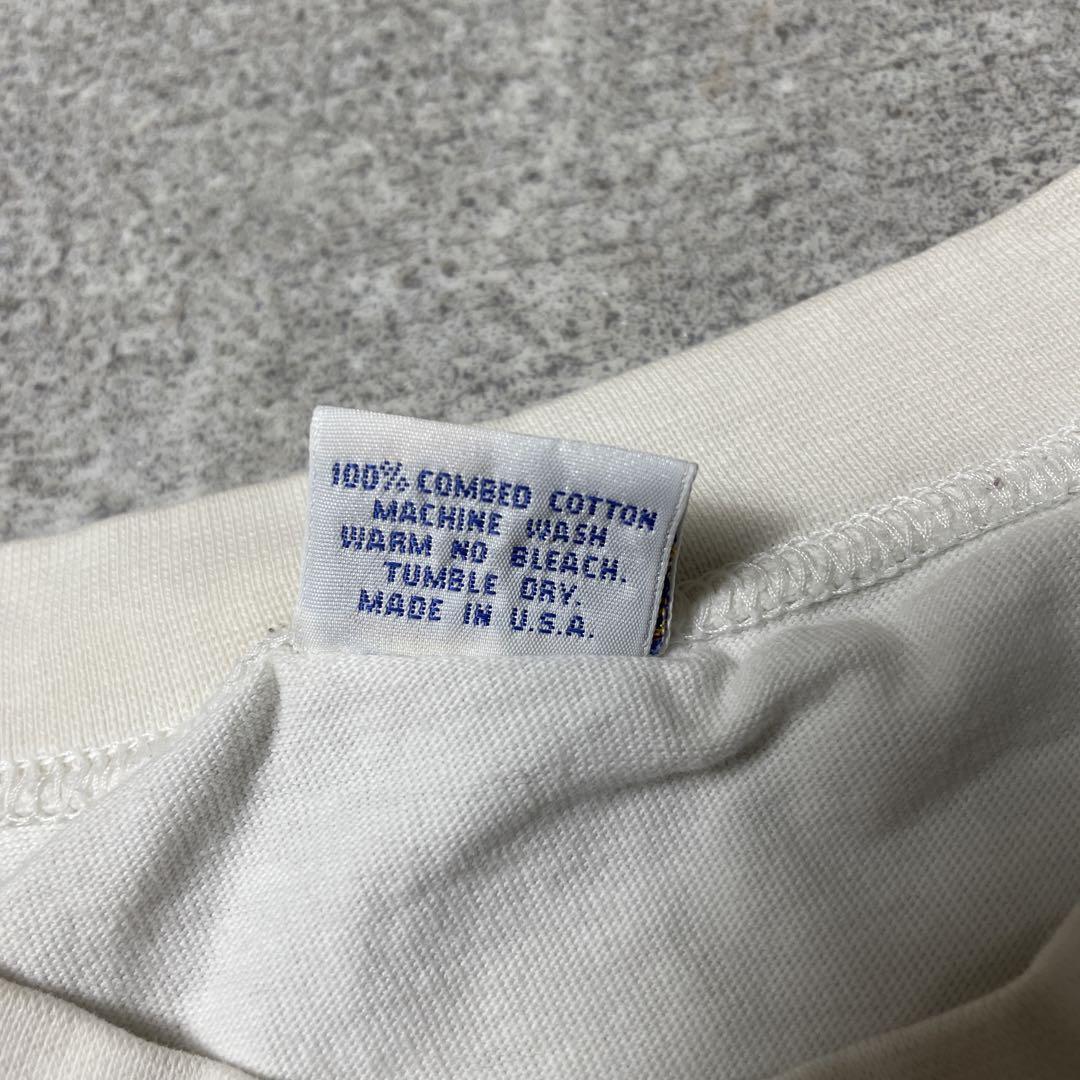 100% COMBED COTTON
MACHINE WASH
WARM NO BLEACH.
TUMBLE DRY.
MADE IN U.S.A.